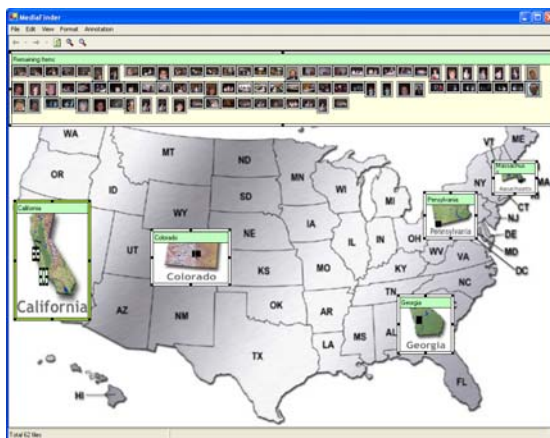 MediaFinder
File Edit View Format Annotation
Remaining Items
WA
ME
VT
MT
ND
MN
OR
ID
SD
WI
MI
NY
Massachus
Massachusetts
MA
CT
WY
Pensylvania
Pennsylvania
NJ
IA
NE
California
Colorado
Colorado
UT
IL
IN
OH
DE
WV
VA
MD
DC
KS
MO
KY
California
NC
TN
AZ
NM
OK
AR
SC
Georgia
Georgia
MS
AL
LA
TX
FL
HI
Total 62 files